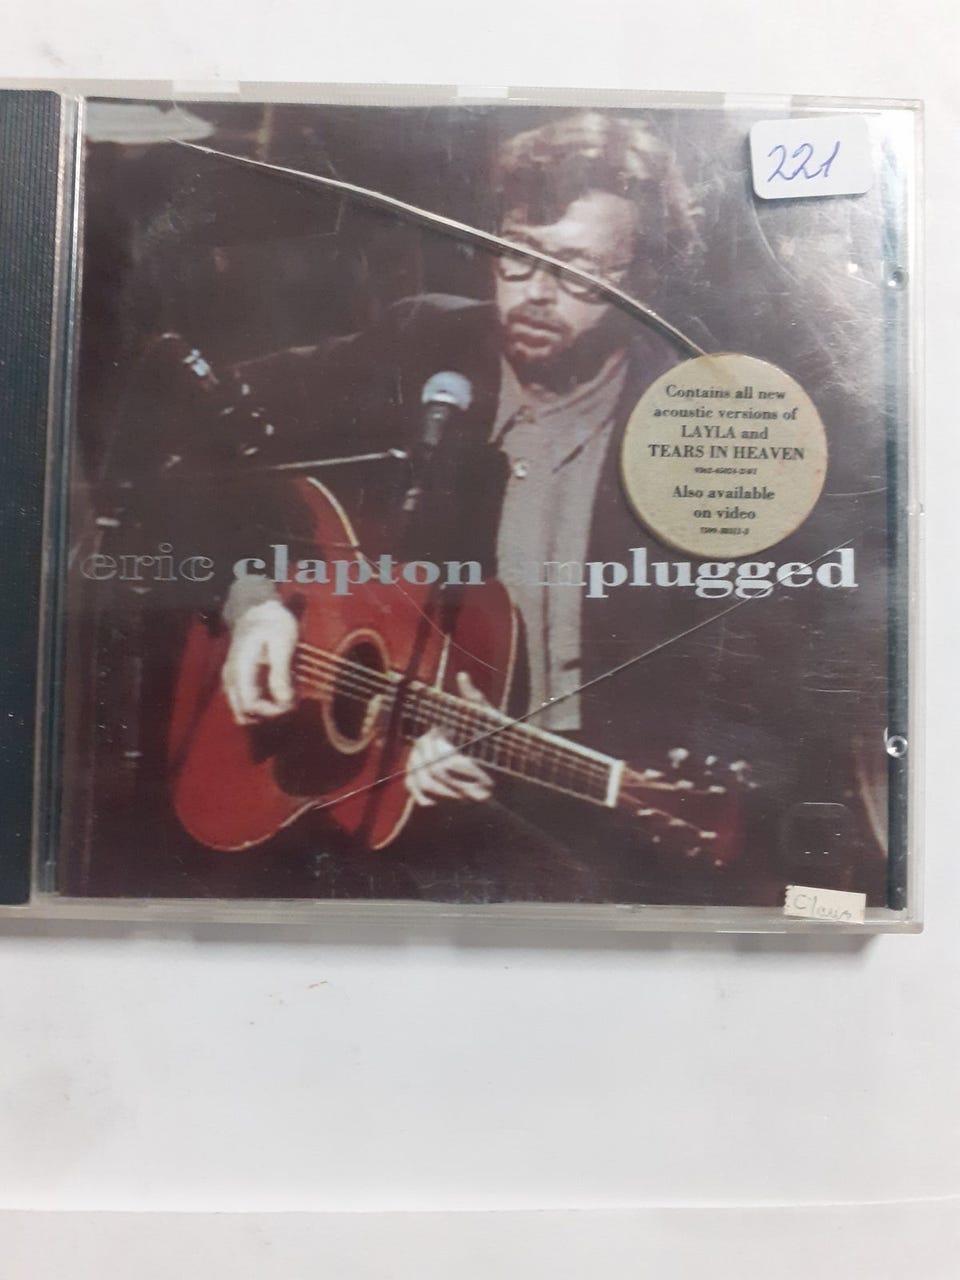 221
Contains all new
acoustic versions of
LAYLA and
TEARS IN HEAVEN
Also available
on video
eric clapton unplugged
Claus